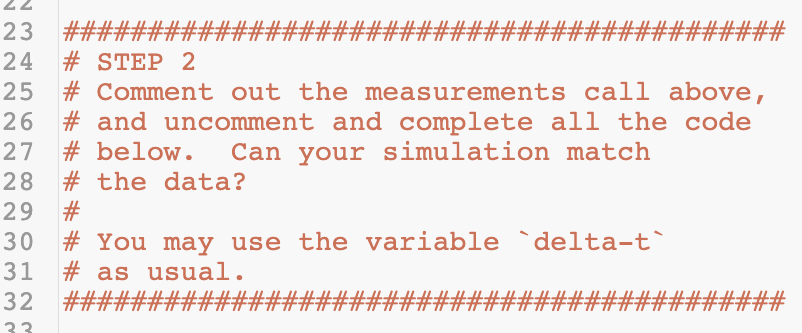 22
23 ###########################################
24 # STEP 2
25 # Comment out the measurements call above,
26 # and uncomment and complete all the code
27 # below.  Can your simulation match
28 # the data?
29 #
30 # You may use the variable `delta-t`
31 # as usual.
32 ###########################################
33